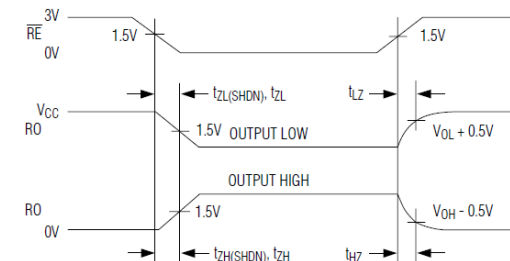 3V
RE
1.5V
1.5V
0V
tZL(SHDN), tZL
tLZ
VCC
RO
1.5V OUTPUT LOW
VOL + 0.5V
OUTPUT HIGH
RO
1.5V
VOH - 0.5V
0V
tZH(SHDN), tZH
tHZ